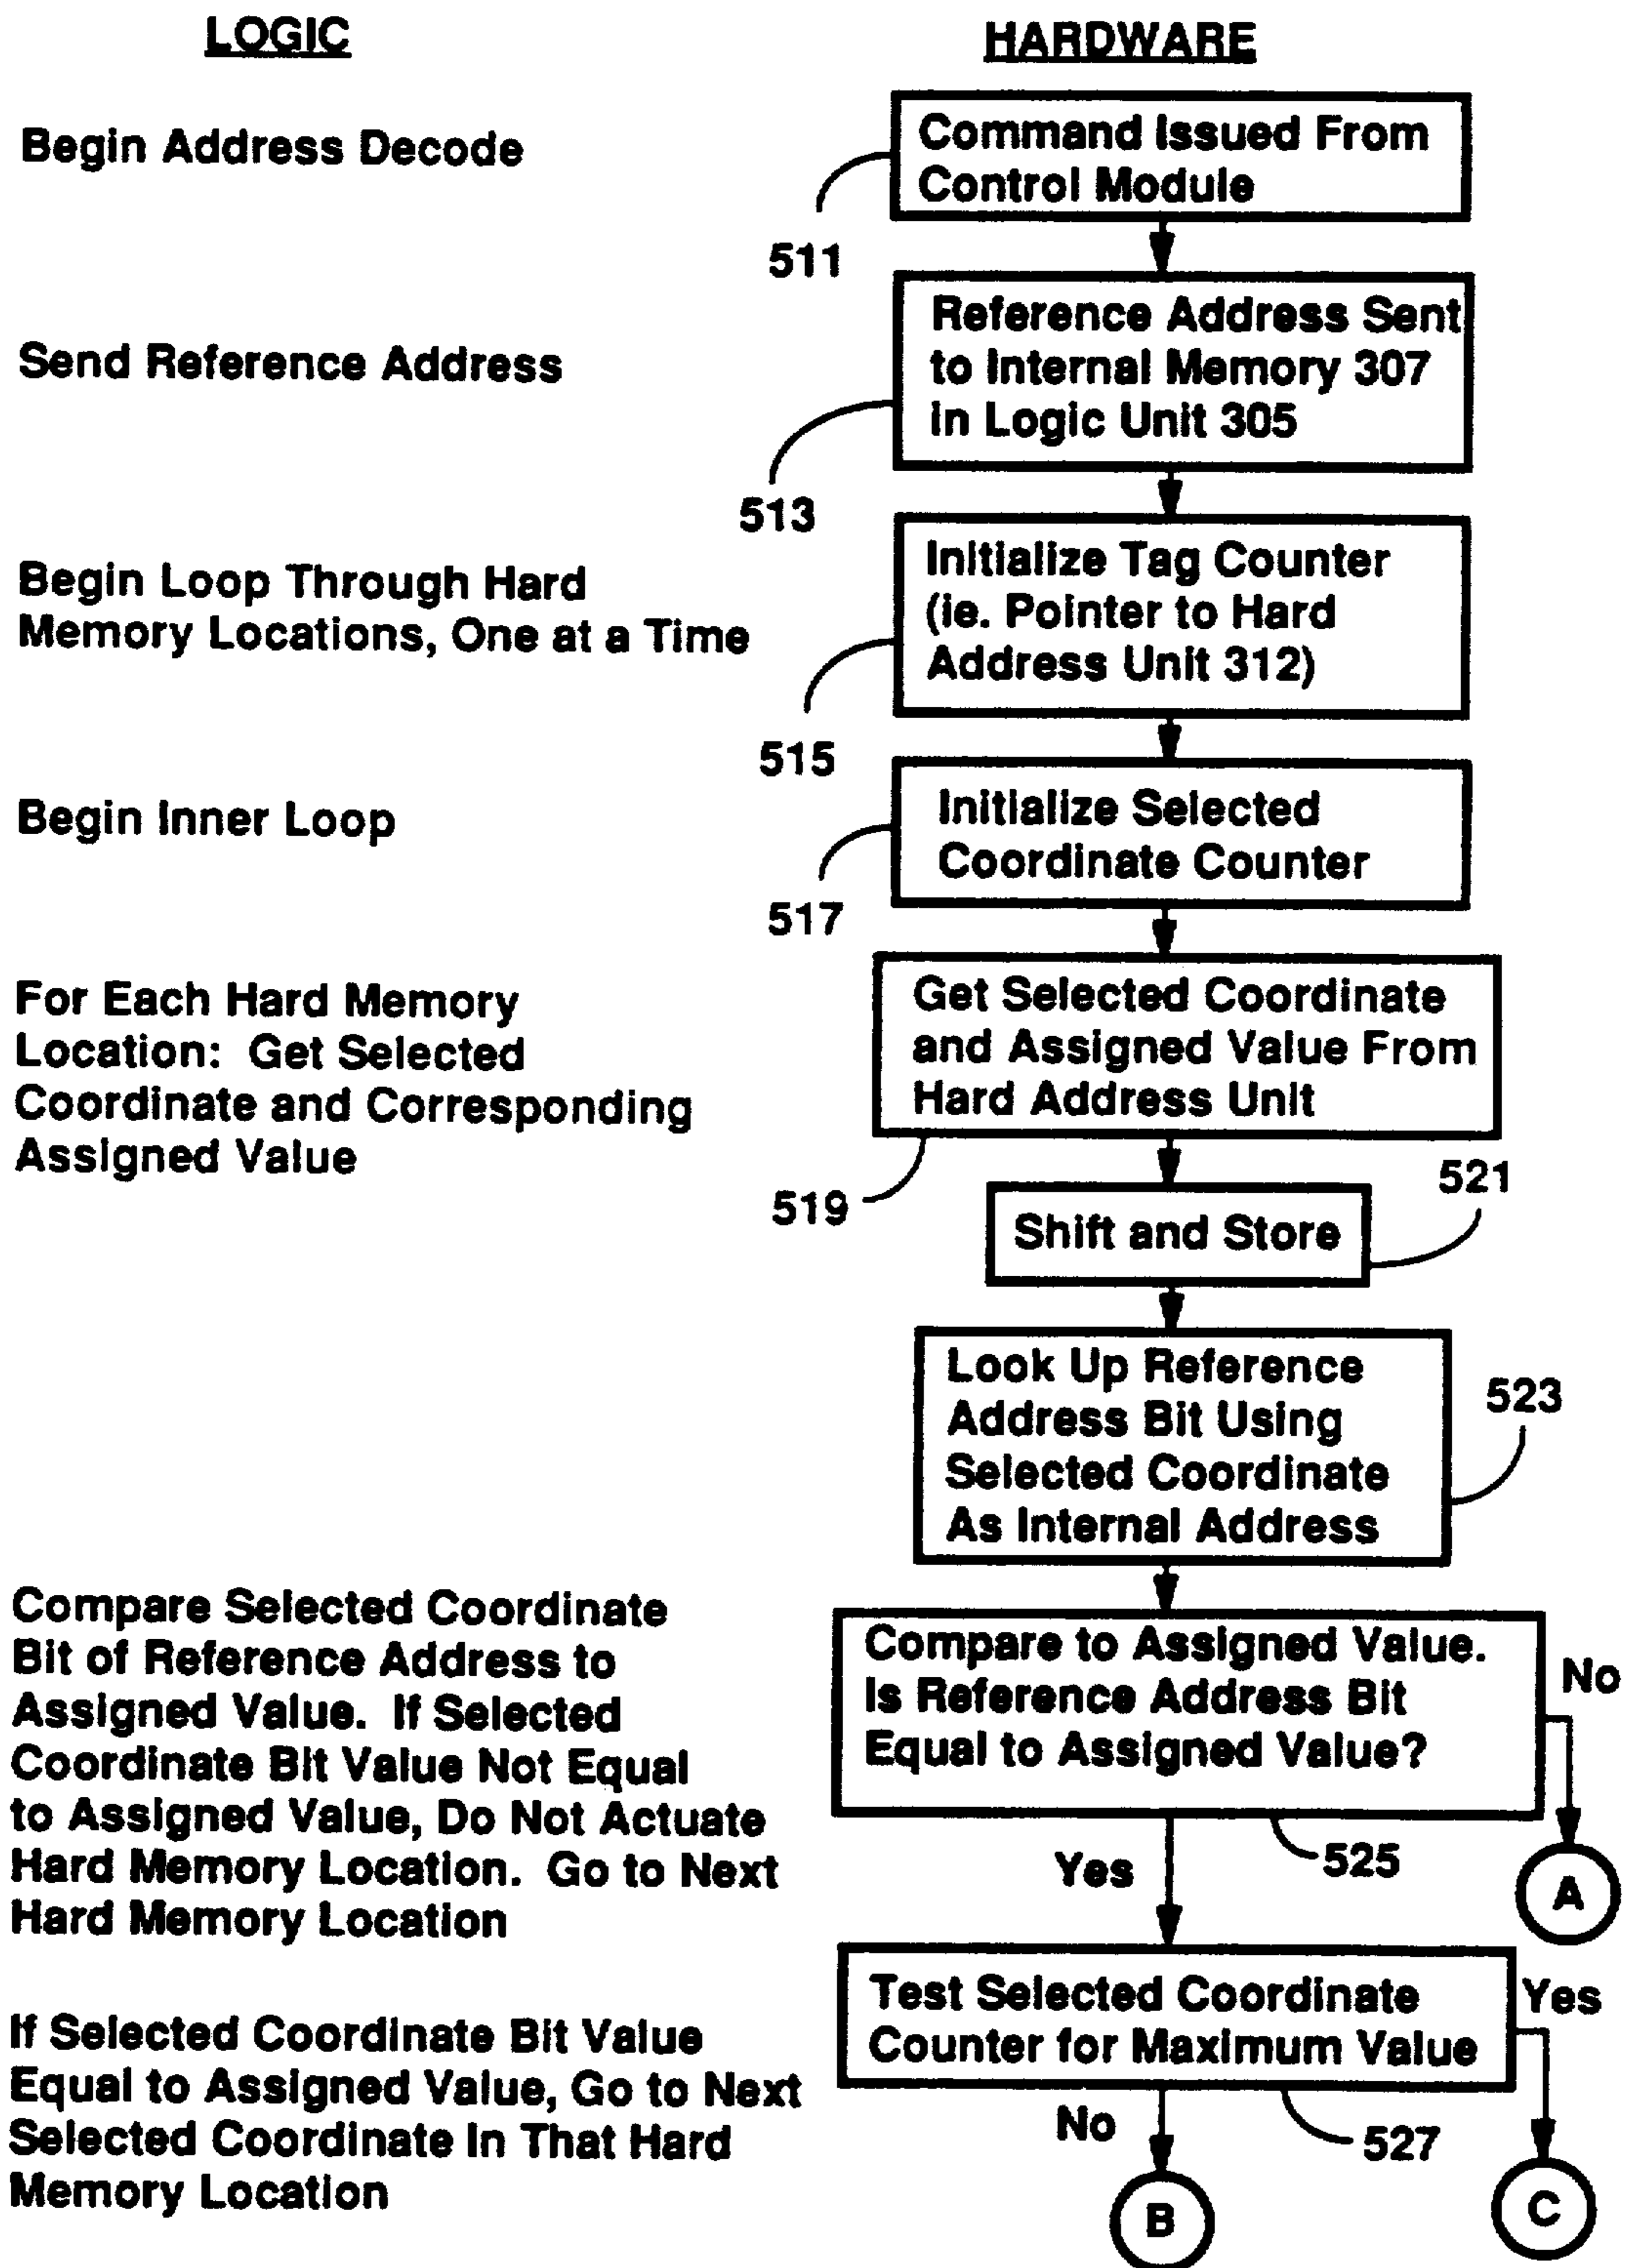 LOGIC
HARDWARE
Begin Address Decode
Command Issued From
Control Module
511
Send Reference Address
Reference Address Sent
to Internal Memory 307
in Logic Unit 305
513
Begin Loop Through Hard
Memory Locations, One at a Time
Initialize Tag Counter
(ie. Pointer to Hard
Address Unit 312)
515
Begin Inner Loop
Initialize Selected
Coordinate Counter
517
For Each Hard Memory
Location: Get Selected
Coordinate and Corresponding
Assigned Value
Get Selected Coordinate
and Assigned Value From
Hard Address Unit
519
521
Shift and Store
Look Up Reference
Address Bit Using
Selected Coordinate
As Internal Address
523
Compare Selected Coordinate
Bit of Reference Address to
Assigned Value. If Selected
Coordinate Bit Value Not Equal
to Assigned Value, Do Not Actuate
Hard Memory Location. Go to Next
Hard Memory Location
Compare to Assigned Value.
Is Reference Address Bit
Equal to Assigned Value?
No
525
Yes
A
If Selected Coordinate Bit Value
Equal to Assigned Value, Go to Next
Selected Coordinate In That Hard
Memory Location
Test Selected Coordinate
Counter for Maximum Value
Yes
No
527
B
C